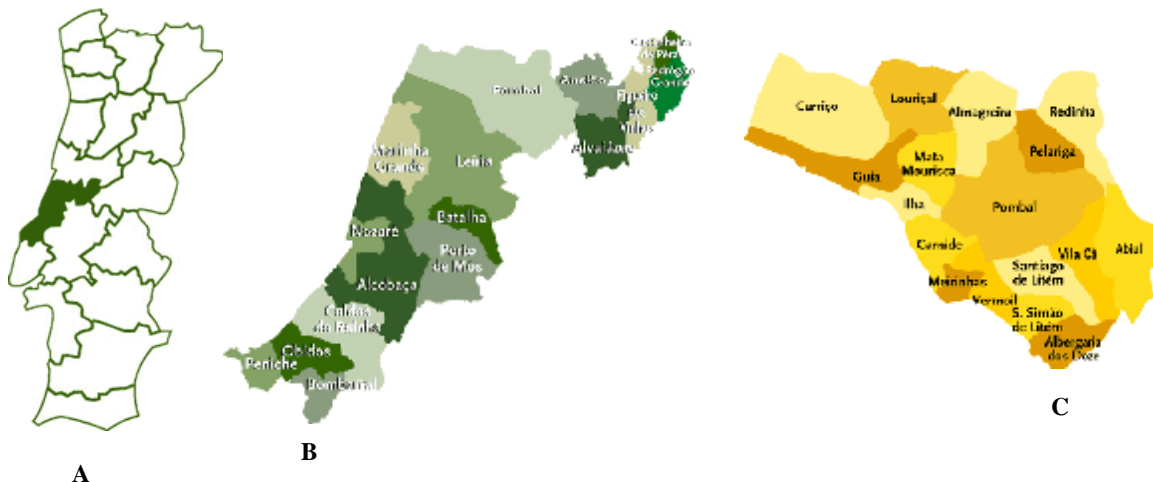 Castanheira
de Pêra
Pedrógão
Grande
Pombal
Ansião
Figueiró
dos
Vinhos
Alvaiázere
Marinha
Grande
Leiria
Batalha
Nazaré
Porto
de Mos
Alcobaça
Caldas
da Rainha
Óbidos
Peniche
Bombarral
B
A
Carriço
Louriçal
Almagreira
Redinha
Pelariga
Mata
Mourisca
Guia
Ilha
Pombal
Carnide
Vila Cã
Abiul
Santiago
de Litém
Meirinhas
Vermoil
S. Simão
de Litém
Albergaria
dos Doze
C